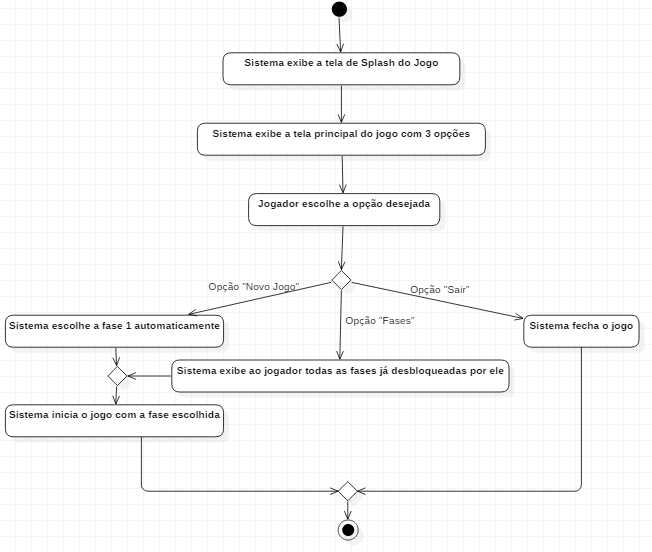 Sistema exibe a tela de Splash do Jogo
Sistema exibe a tela principal do jogo com 3 opções
Jogador escolhe a opção desejada
Opção "Novo Jogo"
Opção "Sair"
Opção "Fases"
Sistema escolhe a fase 1 automaticamente
Sistema fecha o jogo
Sistema exibe ao jogador todas as fases já desbloqueadas por ele
Sistema inicia o jogo com a fase escolhida